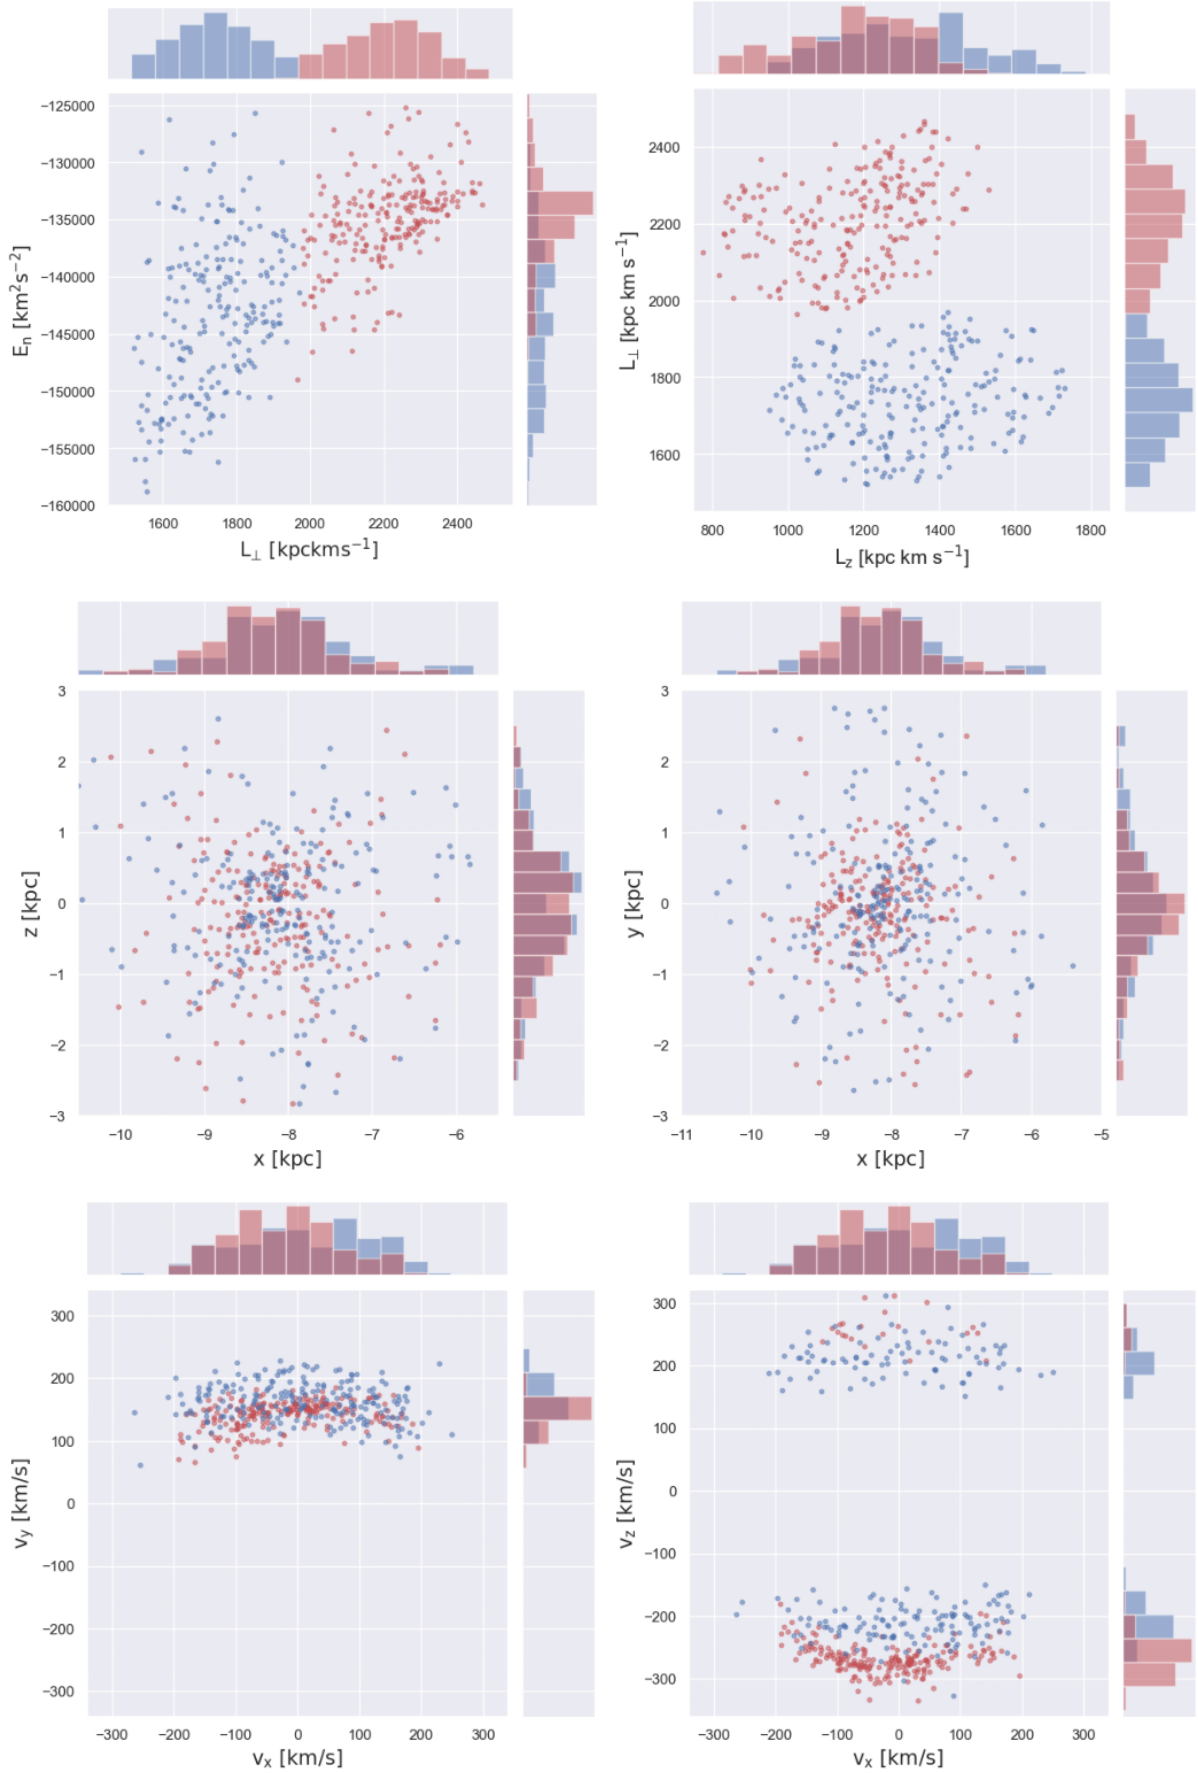 −125000
−130000
−135000
−140000
−145000
−150000
−155000
−160000
Eₙ [km²s⁻²]
1600 1800 2000 2200 2400
L⊥ [kpckms⁻¹]
2400
2200
2000
1800
1600
L⊥ [kpc km s⁻¹]
800 1000 1200 1400 1600 1800
L_z [kpc km s⁻¹]
3
2
1
0
−1
−2
−3
z [kpc]
−10 −9 −8 −7 −6
x [kpc]
3
2
1
0
−1
−2
−3
y [kpc]
−11 −10 −9 −8 −7 −6 −5
x [kpc]
300
200
100
0
−100
−200
−300
v_y [km/s]
−300 −200 −100 0 100 200 300
vₓ [km/s]
300
200
100
0
−100
−200
−300
v_z [km/s]
−300 −200 −100 0 100 200 300
vₓ [km/s]